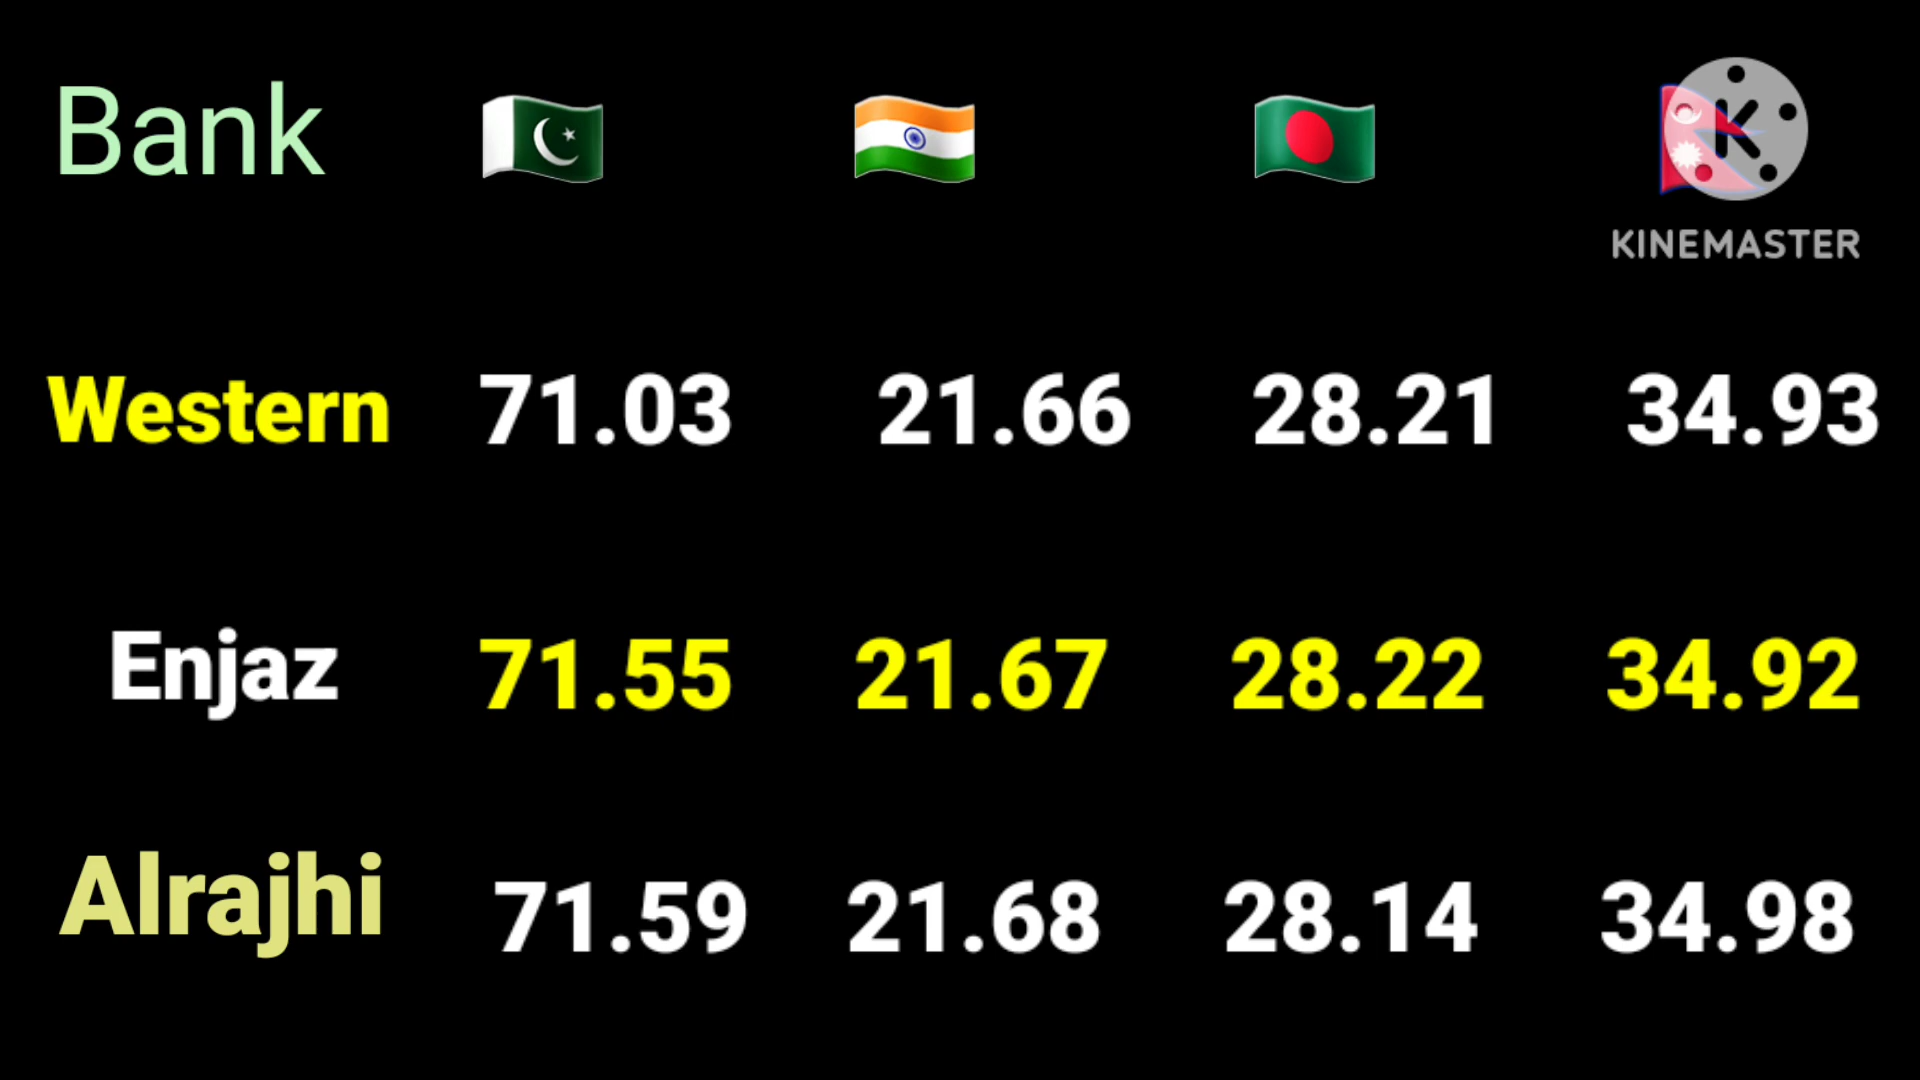 Bank
K
KINEMASTER
Western 71.03 21.66 28.21 34.93
Enjaz 71.55 21.67 28.22 34.92
Alrajhi 71.59 21.68 28.14 34.98